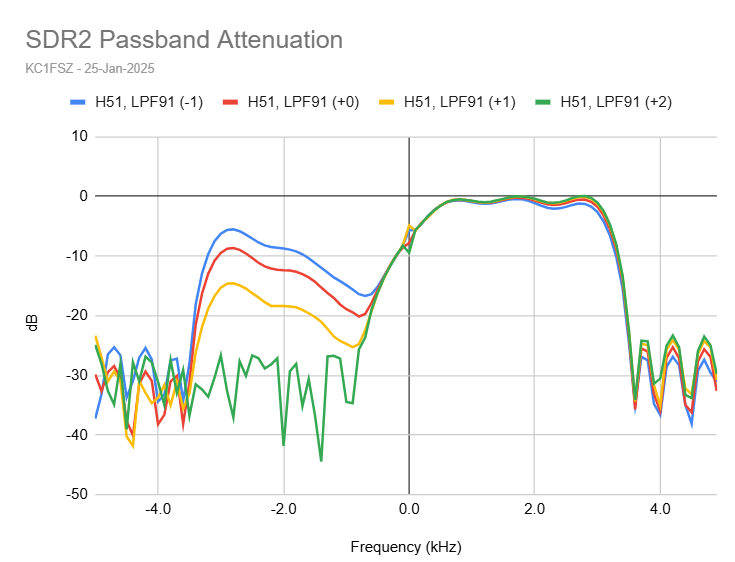 SDR2 Passband Attenuation
KC1FSZ - 25-Jan-2025
H51, LPF91 (-1) H51, LPF91 (+0) H51, LPF91 (+1) H51, LPF91 (+2)
10
0
-10
-20
-30
-40
-50
dB
-4.0 -2.0 0.0 2.0 4.0
Frequency (kHz)